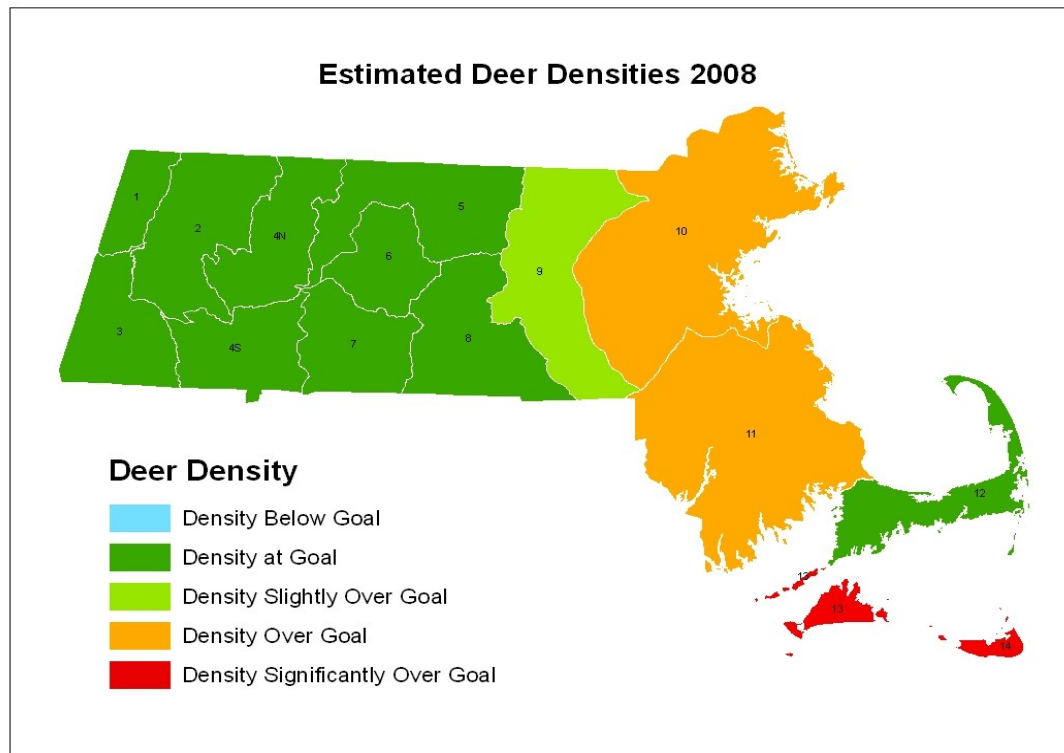 Estimated Deer Densities 2008
1
2
4N
5
6
9
10
3
4S
7
8
11
12
13
13
14
Deer Density
Density Below Goal
Density at Goal
Density Slightly Over Goal
Density Over Goal
Density Significantly Over Goal